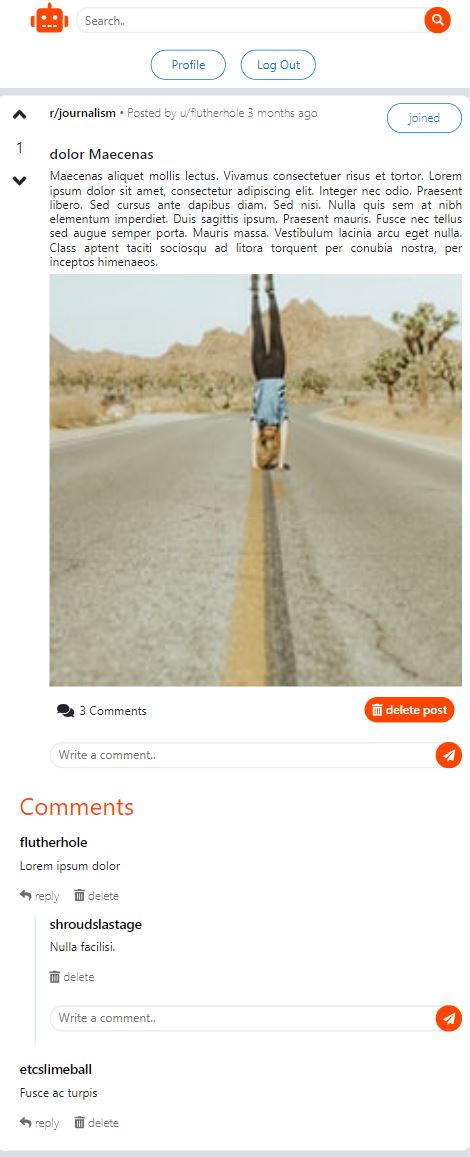 Search..
Profile
Log Out
r/journalism • Posted by u/flutherhole 3 months ago
joined
1
dolor Maecenas
Maecenas aliquet mollis lectus. Vivamus consectetuer risus et tortor. Lorem
ipsum dolor sit amet, consectetur adipiscing elit. Integer nec odio. Praesent
libero. Sed cursus ante dapibus diam. Sed nisi. Nulla quis sem at nibh
elementum imperdiet. Duis sagittis ipsum. Praesent mauris. Fusce nec tellus
sed augue semper porta. Mauris massa. Vestibulum lacinia arcu eget nulla.
Class aptent taciti sociosqu ad litora torquent per conubia nostra, per
inceptos himenaeos.
3 Comments
delete post
Write a comment..
Comments
flutherhole
Lorem ipsum dolor
reply delete
shroudslastage
Nulla facilisi.
delete
Write a comment..
etcslimeball
Fusce ac turpis
reply delete